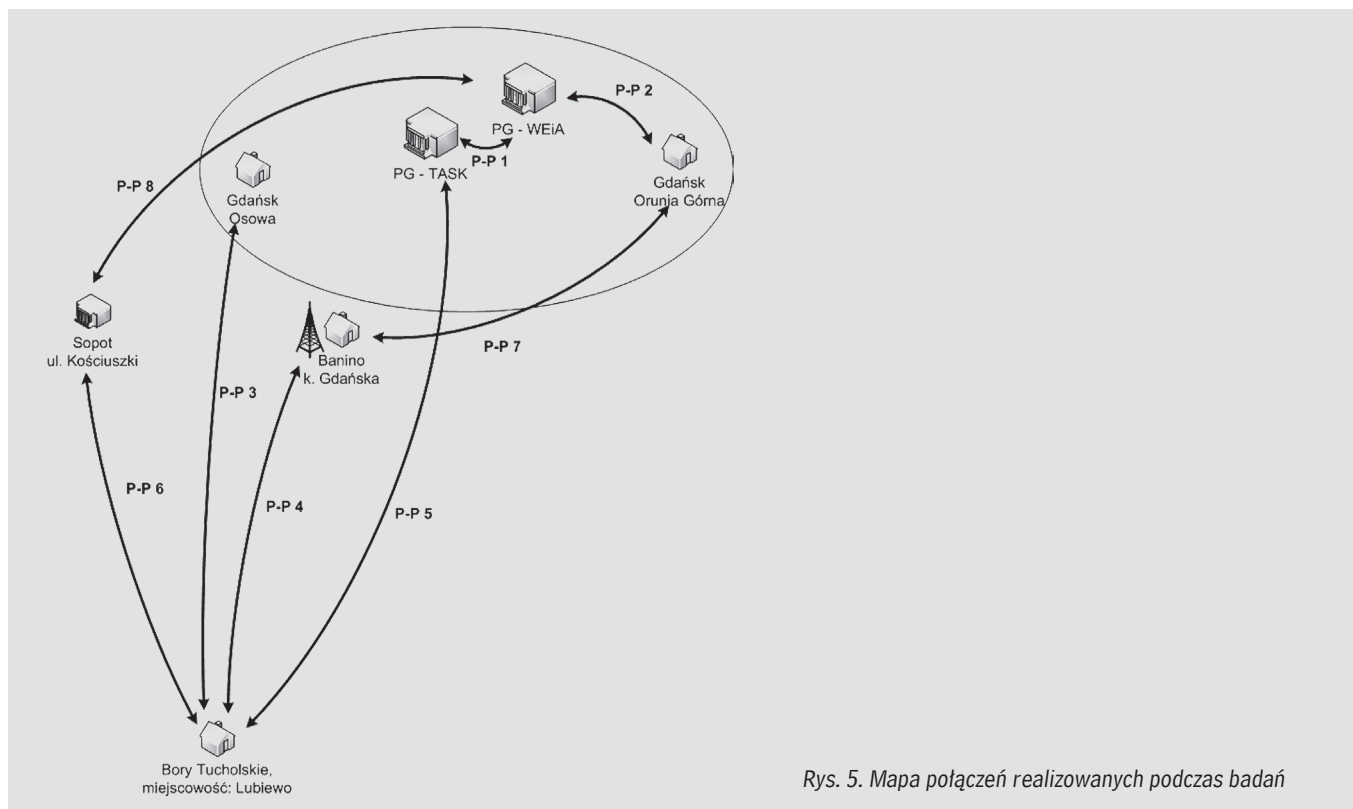 PG - WEiA
P-P 2
PG - TASK
P-P 1
Gdańsk
Orunia Górna
P-P 8
Gdańsk
Osowa
Sopot
ul. Kościuszki
Banino
k. Gdańska
P-P 7
P-P 3
P-P 6
P-P 4
P-P 5
Bory Tucholskie,
miejscowość: Lubiewo
Rys. 5. Mapa połączeń realizowanych podczas badań